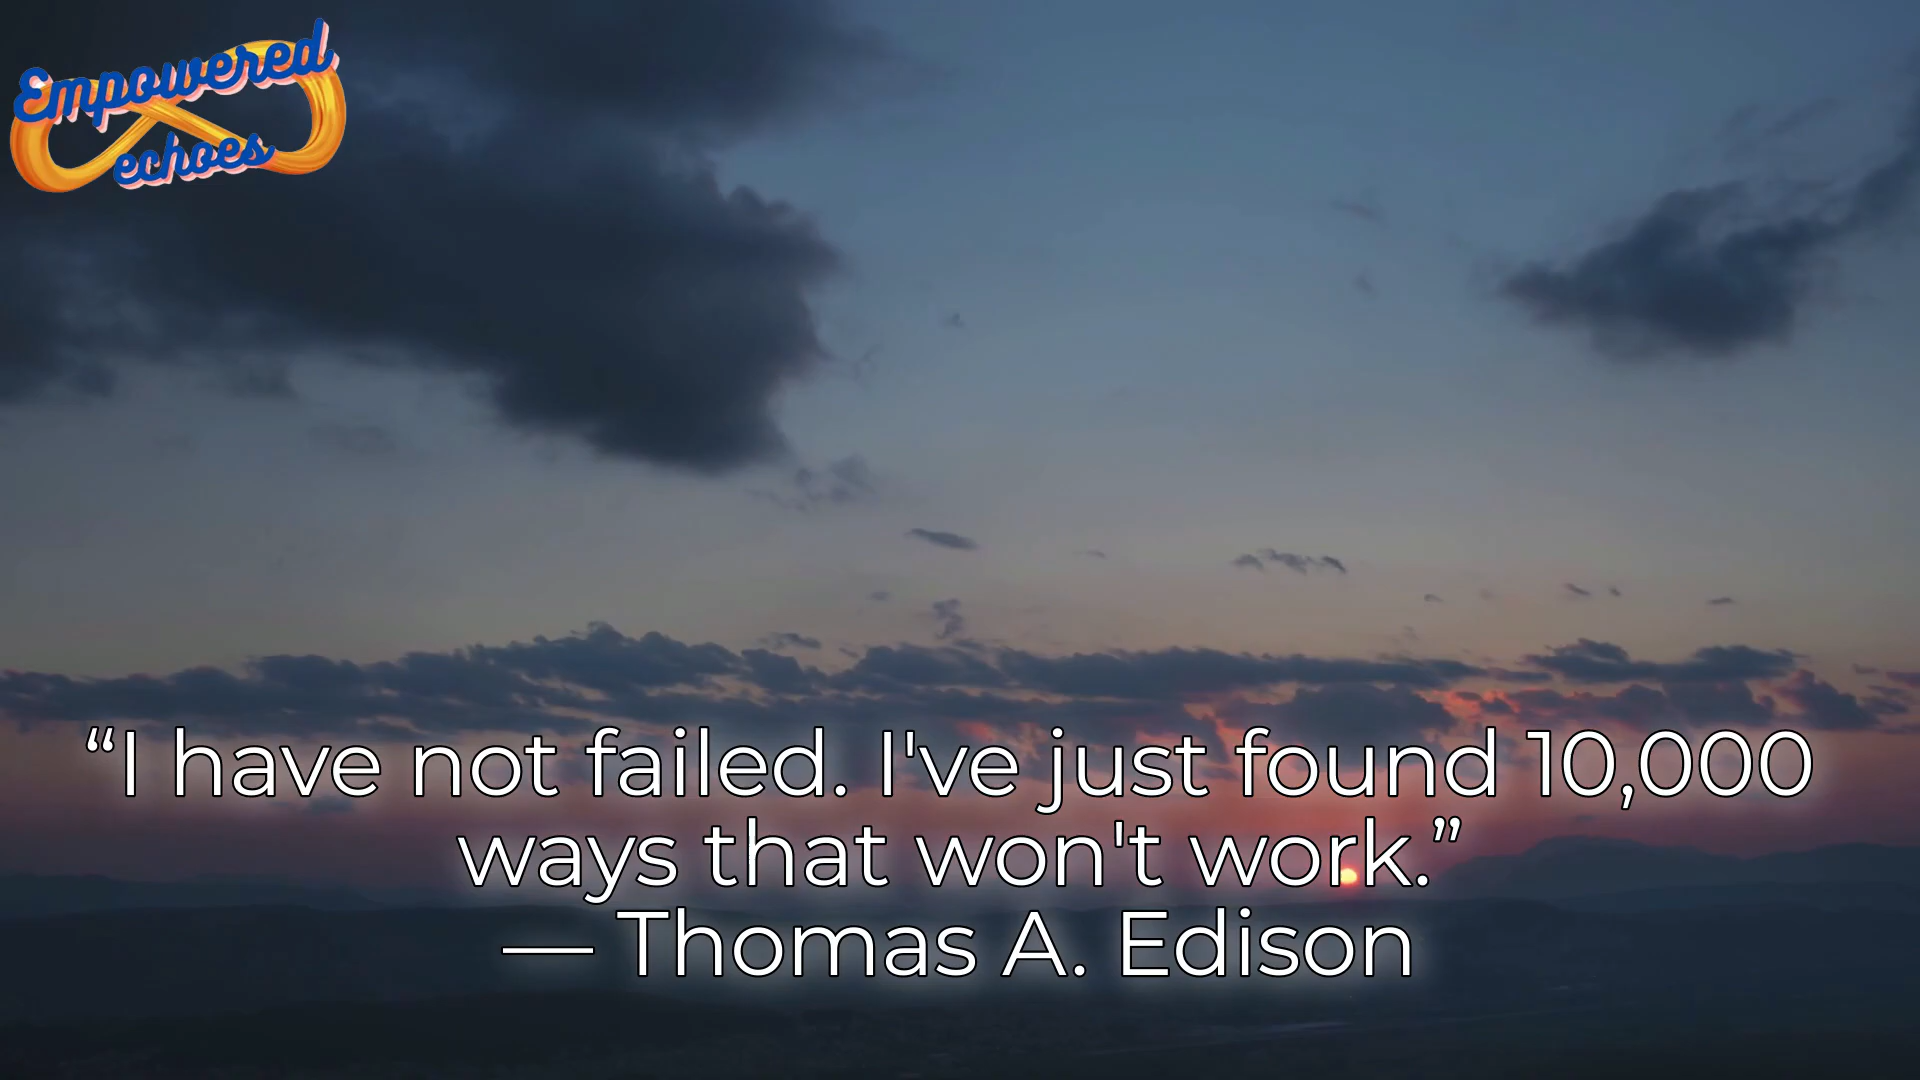 Empowered
echoes
“I have not failed. I've just found 10,000
ways that won't work.”
— Thomas A. Edison